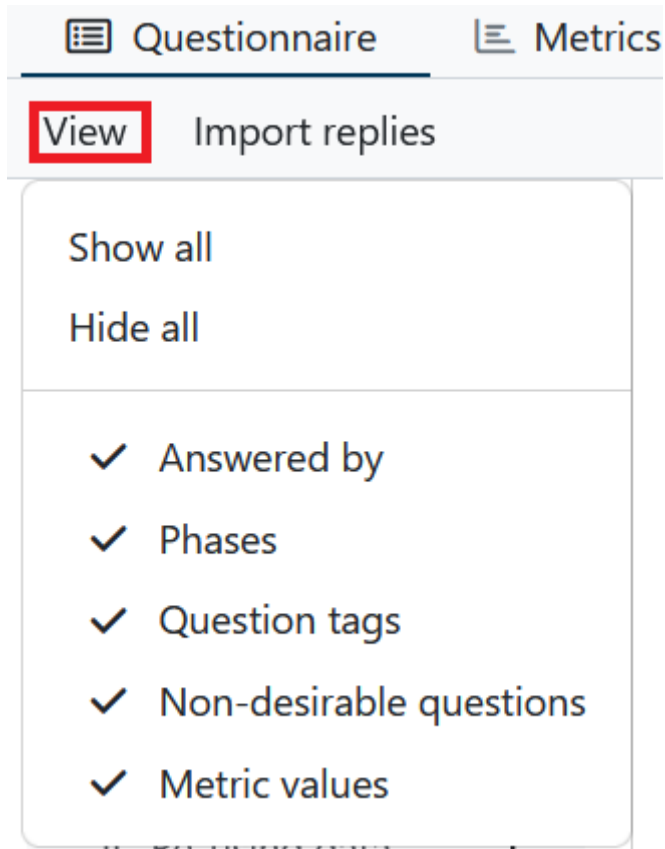 Questionnaire Metrics
View Import replies
Show all
Hide all
Answered by
Phases
Question tags
Non-desirable questions
Metric values